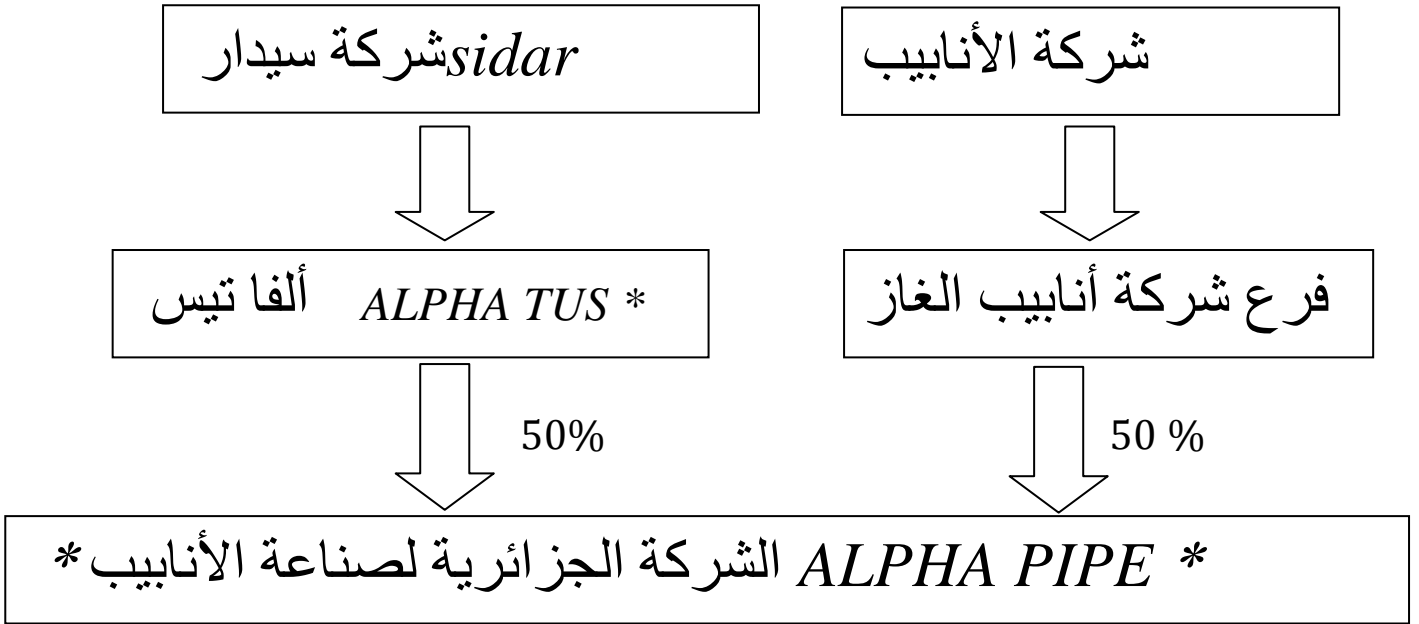 شركة الأنابيب
شركة سيدار sidar
فرع شركة أنابيب الغاز
ألفا تيس ALPHA TUS *
50 %
50%
* الشركة الجزائرية لصناعة الأنابيب ALPHA PIPE *